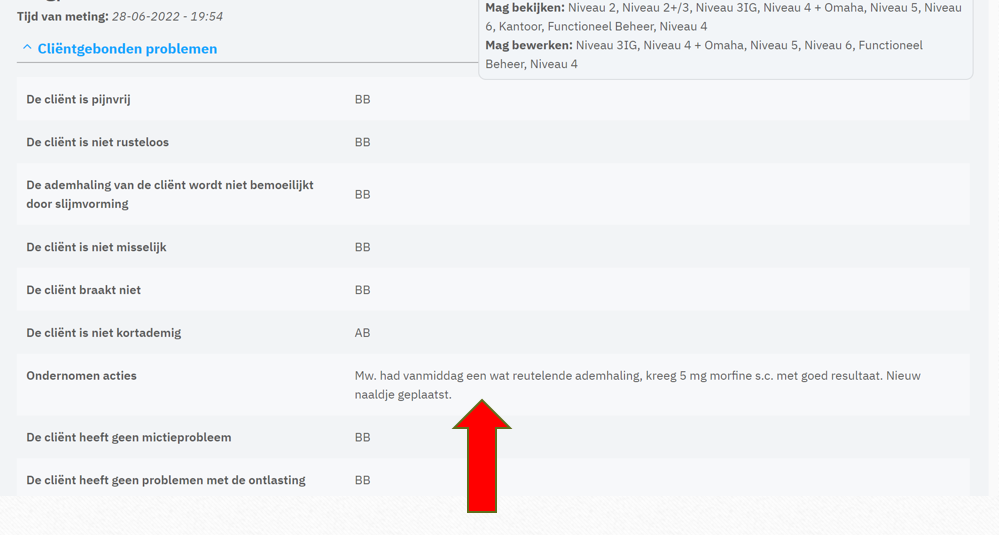 Tijd van meting: 28-06-2022 - 19:54
Mag bekijken: Niveau 2, Niveau 2+/3, Niveau 3IG, Niveau 4 + Omaha, Niveau 5, Niveau
6, Kantoor, Functioneel Beheer, Niveau 4
Mag bewerken: Niveau 3IG, Niveau 4 + Omaha, Niveau 5, Niveau 6, Functioneel
Beheer, Niveau 4
Cliëntgebonden problemen
De cliënt is pijnvrij BB
De cliënt is niet rusteloos BB
De ademhaling van de cliënt wordt niet bemoeilijkt
door slijmvorming BB
De cliënt is niet misselijk BB
De cliënt braakt niet BB
De cliënt is niet kortademig AB
Ondernomen acties Mw. had vanmiddag een wat reutelende ademhaling, kreeg 5 mg morfine s.c. met goed resultaat. Nieuw
naaldje geplaatst.
De cliënt heeft geen mictieprobleem BB
De cliënt heeft geen problemen met de ontlasting BB